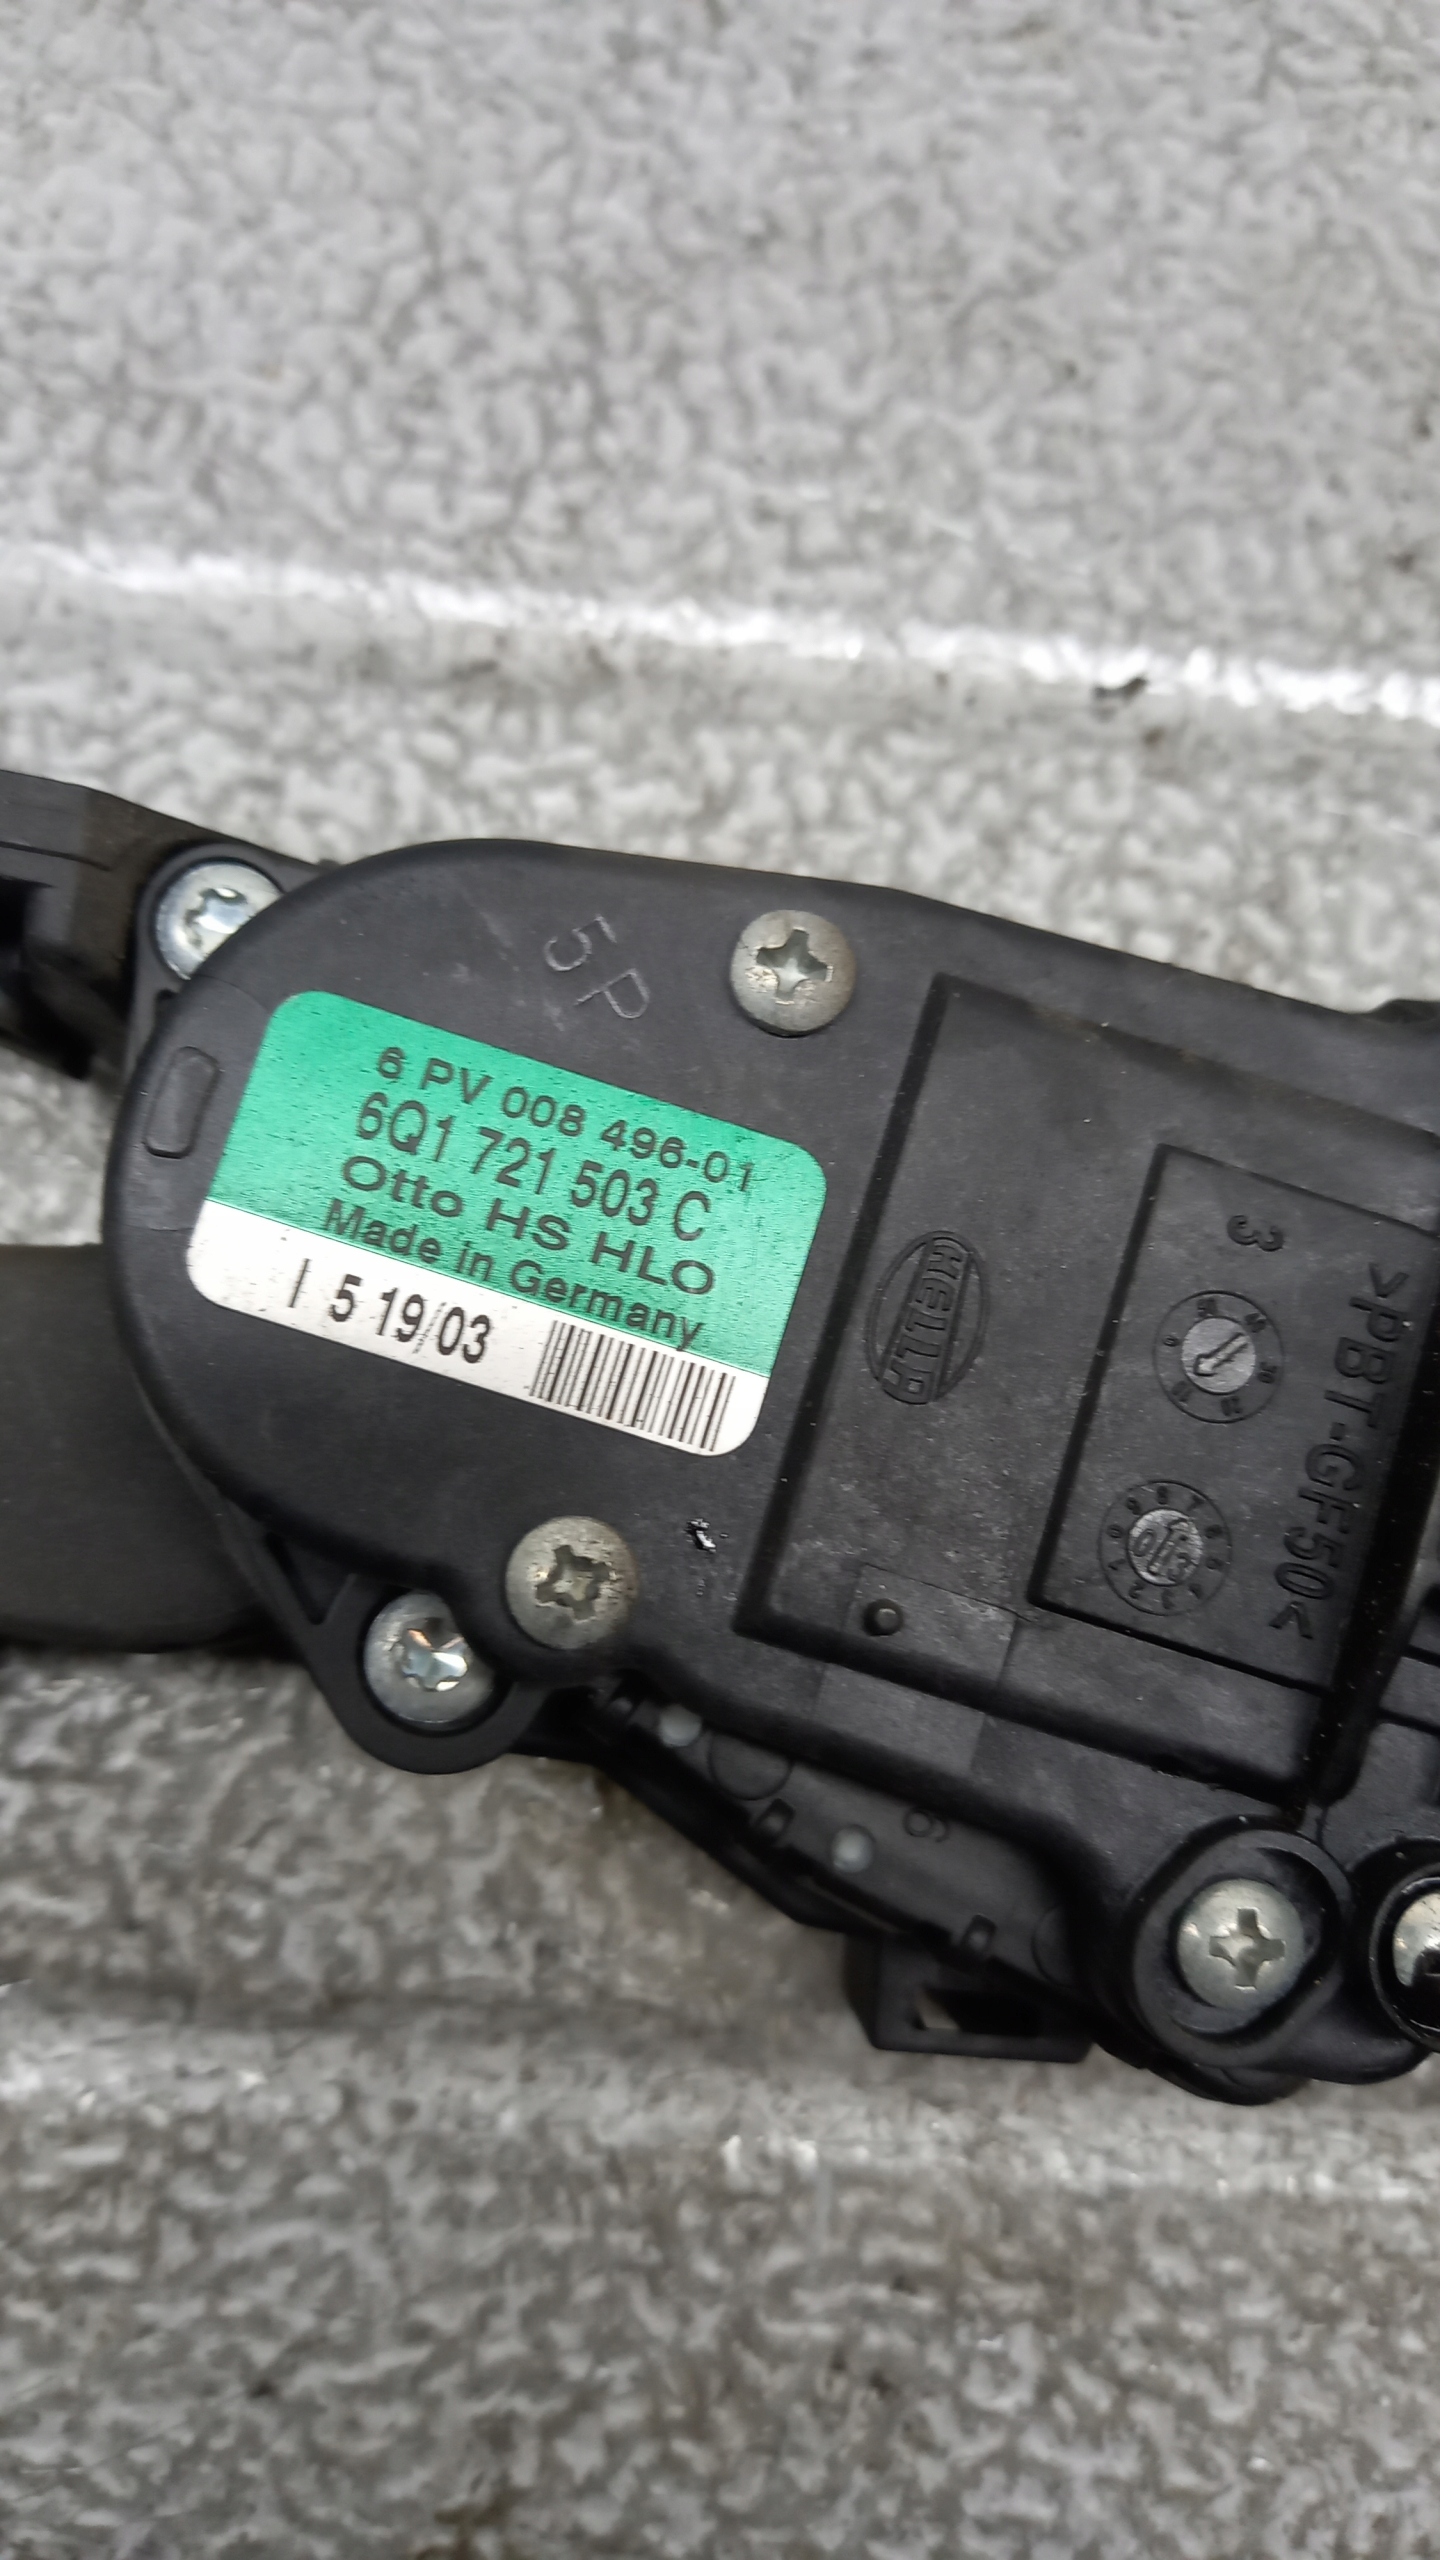 5P
6 PV 008 496-01
6Q1 721 503 C
Otto HS HLO
Made in Germany
I 5 19/03
HELLA
3
>PBT-GF50<
6